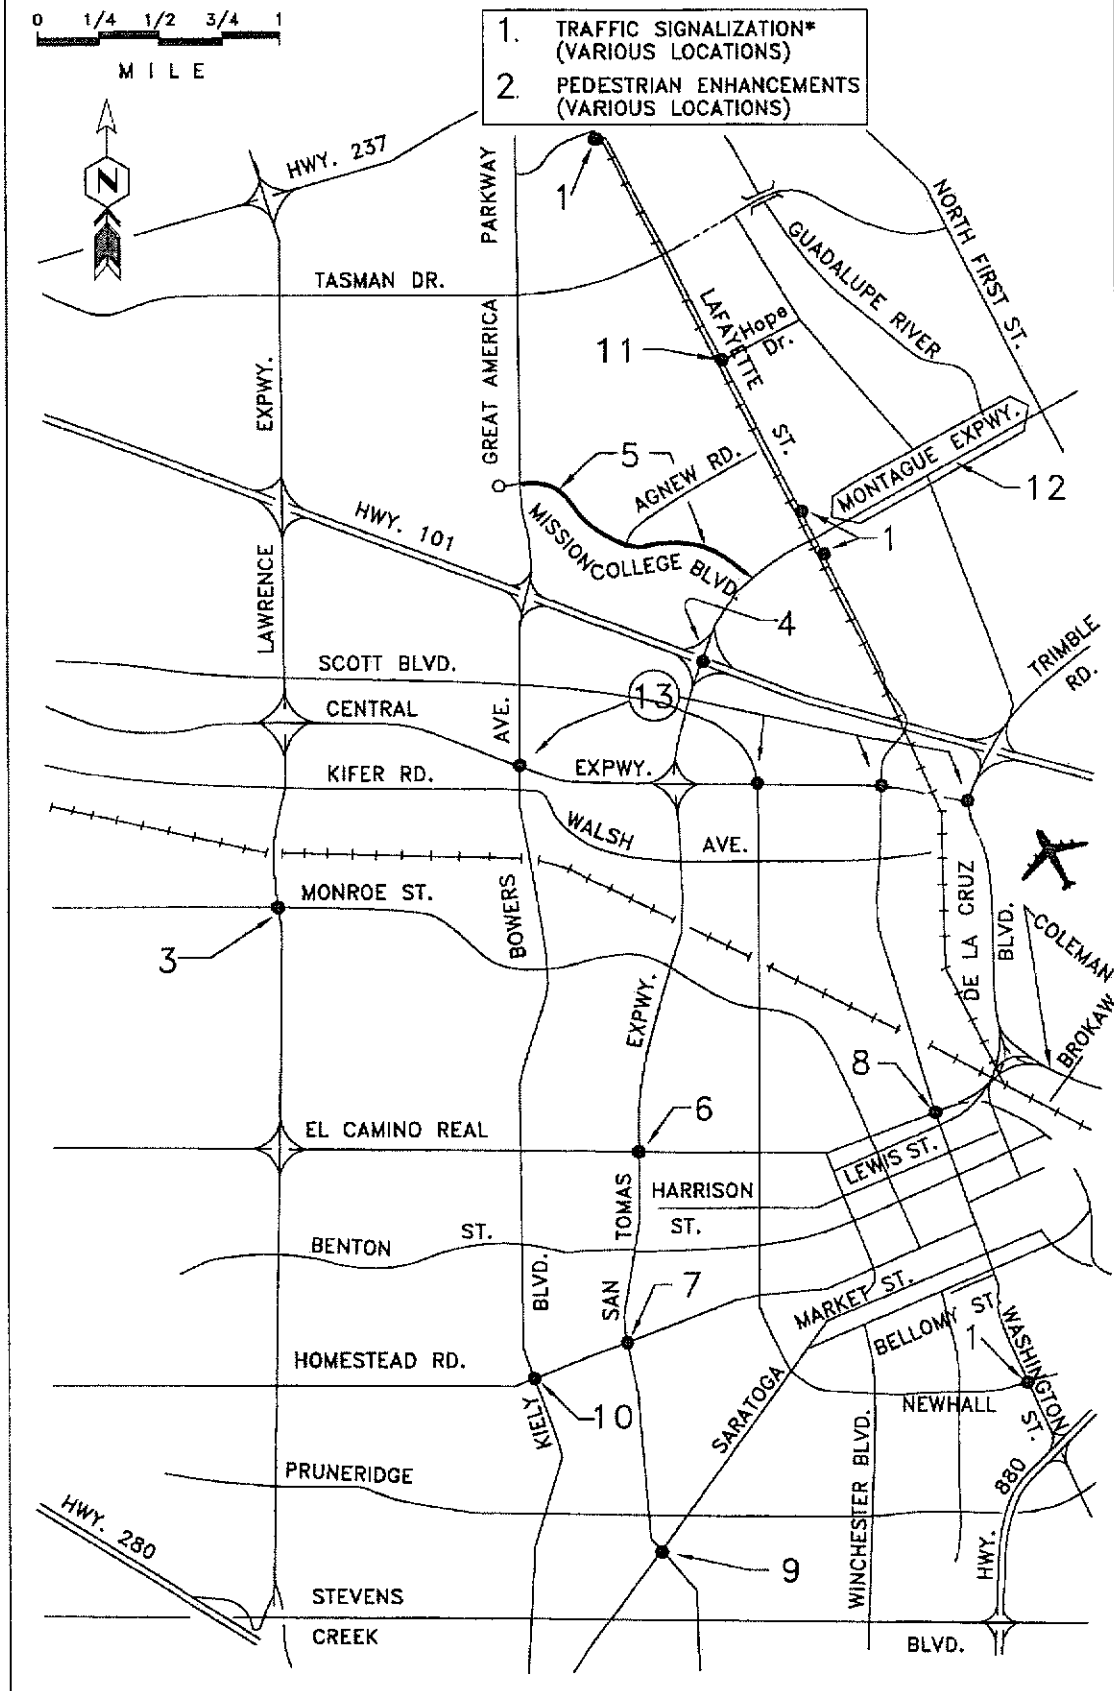 0 1/4 1/2 3/4 1
MILE
1. TRAFFIC SIGNALIZATION*
(VARIOUS LOCATIONS)
2. PEDESTRIAN ENHANCEMENTS
(VARIOUS LOCATIONS)
N
HWY. 237
GREAT AMERICA PARKWAY
1
NORTH FIRST ST.
GUADALUPE RIVER
TASMAN DR.
LAFAYETTE ST.
Hope
Dr.
11
LAWRENCE EXPWY.
HWY. 101
5
AGNEW RD.
MONTAGUE EXPWY.
12
MISSION COLLEGE BLVD.
1
4
TRIMBLE
RD.
SCOTT BLVD.
13
CENTRAL
EXPWY.
KIFER RD.
WALSH
AVE.
BOWERS AVE.
MONROE ST.
3
DE LA CRUZ
BLVD.
COLEMAN
BROKAW
8
6
EL CAMINO REAL
LEWIS ST.
HARRISON
ST.
BENTON
ST.
SAN TOMAS EXPWY.
7
MARKET ST.
BELLOMY ST.
1
WASHINGTON
ST.
HOMESTEAD RD.
10
KIELY BLVD.
SARATOGA
NEWHALL
PRUNERIDGE
WINCHESTER BLVD.
HWY. 880
HWY. 280
9
STEVENS
CREEK
BLVD.